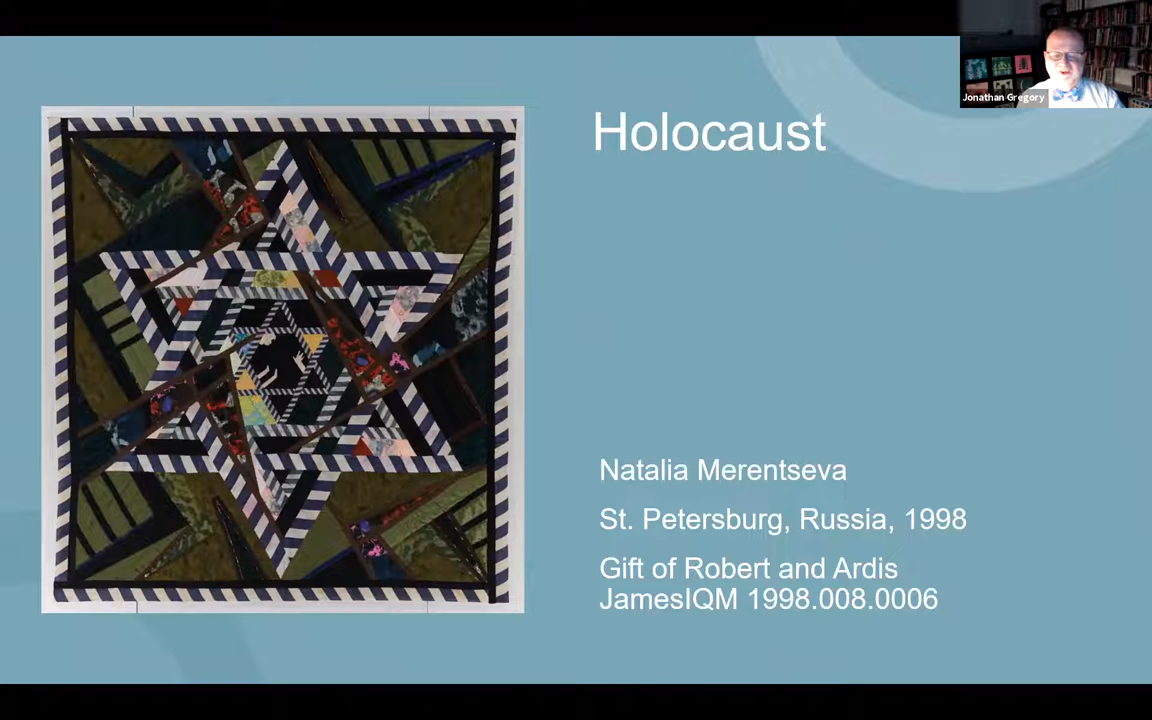 Jonathan Gregory
Holocaust
Natalia Merentseva
St. Petersburg, Russia, 1998
Gift of Robert and Ardis
JamesIQM 1998.008.0006